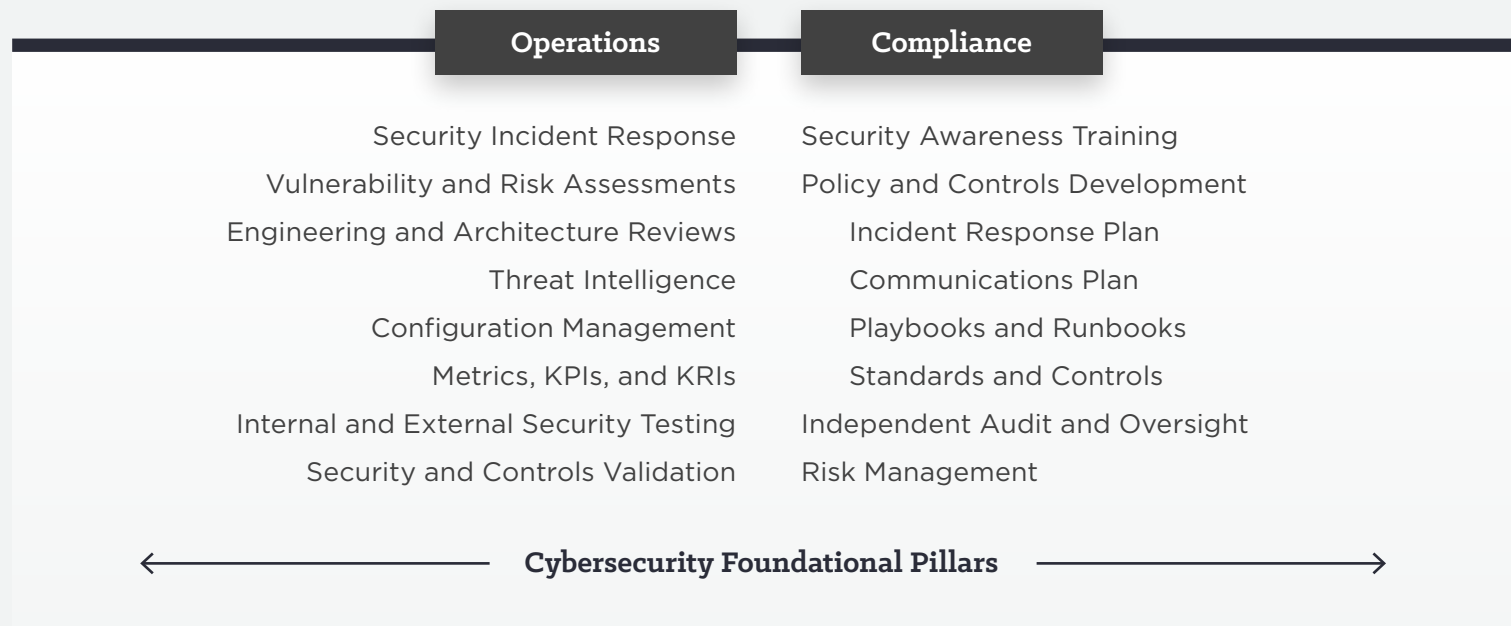 Operations
Security Incident Response
Vulnerability and Risk Assessments
Engineering and Architecture Reviews
Threat Intelligence
Configuration Management
Metrics, KPIs, and KRIs
Internal and External Security Testing
Security and Controls Validation
Compliance
Security Awareness Training
Policy and Controls Development
Incident Response Plan
Communications Plan
Playbooks and Runbooks
Standards and Controls
Independent Audit and Oversight
Risk Management
Cybersecurity Foundational Pillars